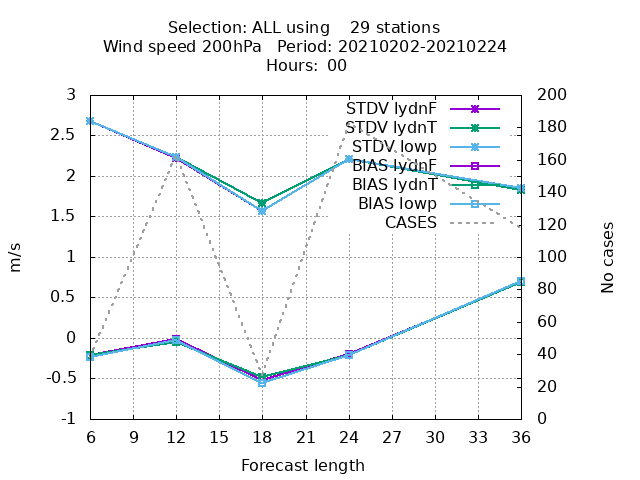 Selection: ALL using    29 stations
Wind speed 200hPa   Period: 20210202-20210224
Hours: 00
3
2.5
2
1.5
1
0.5
0
-0.5
-1
200
180
160
140
120
100
80
60
40
20
0
STDV lydnF
STDV lydnT
STDV lowp
BIAS lydnF
BIAS lydnT
BIAS lowp
CASES
m/s
No cases
6 9 12 15 18 21 24 27 30 33 36
Forecast length